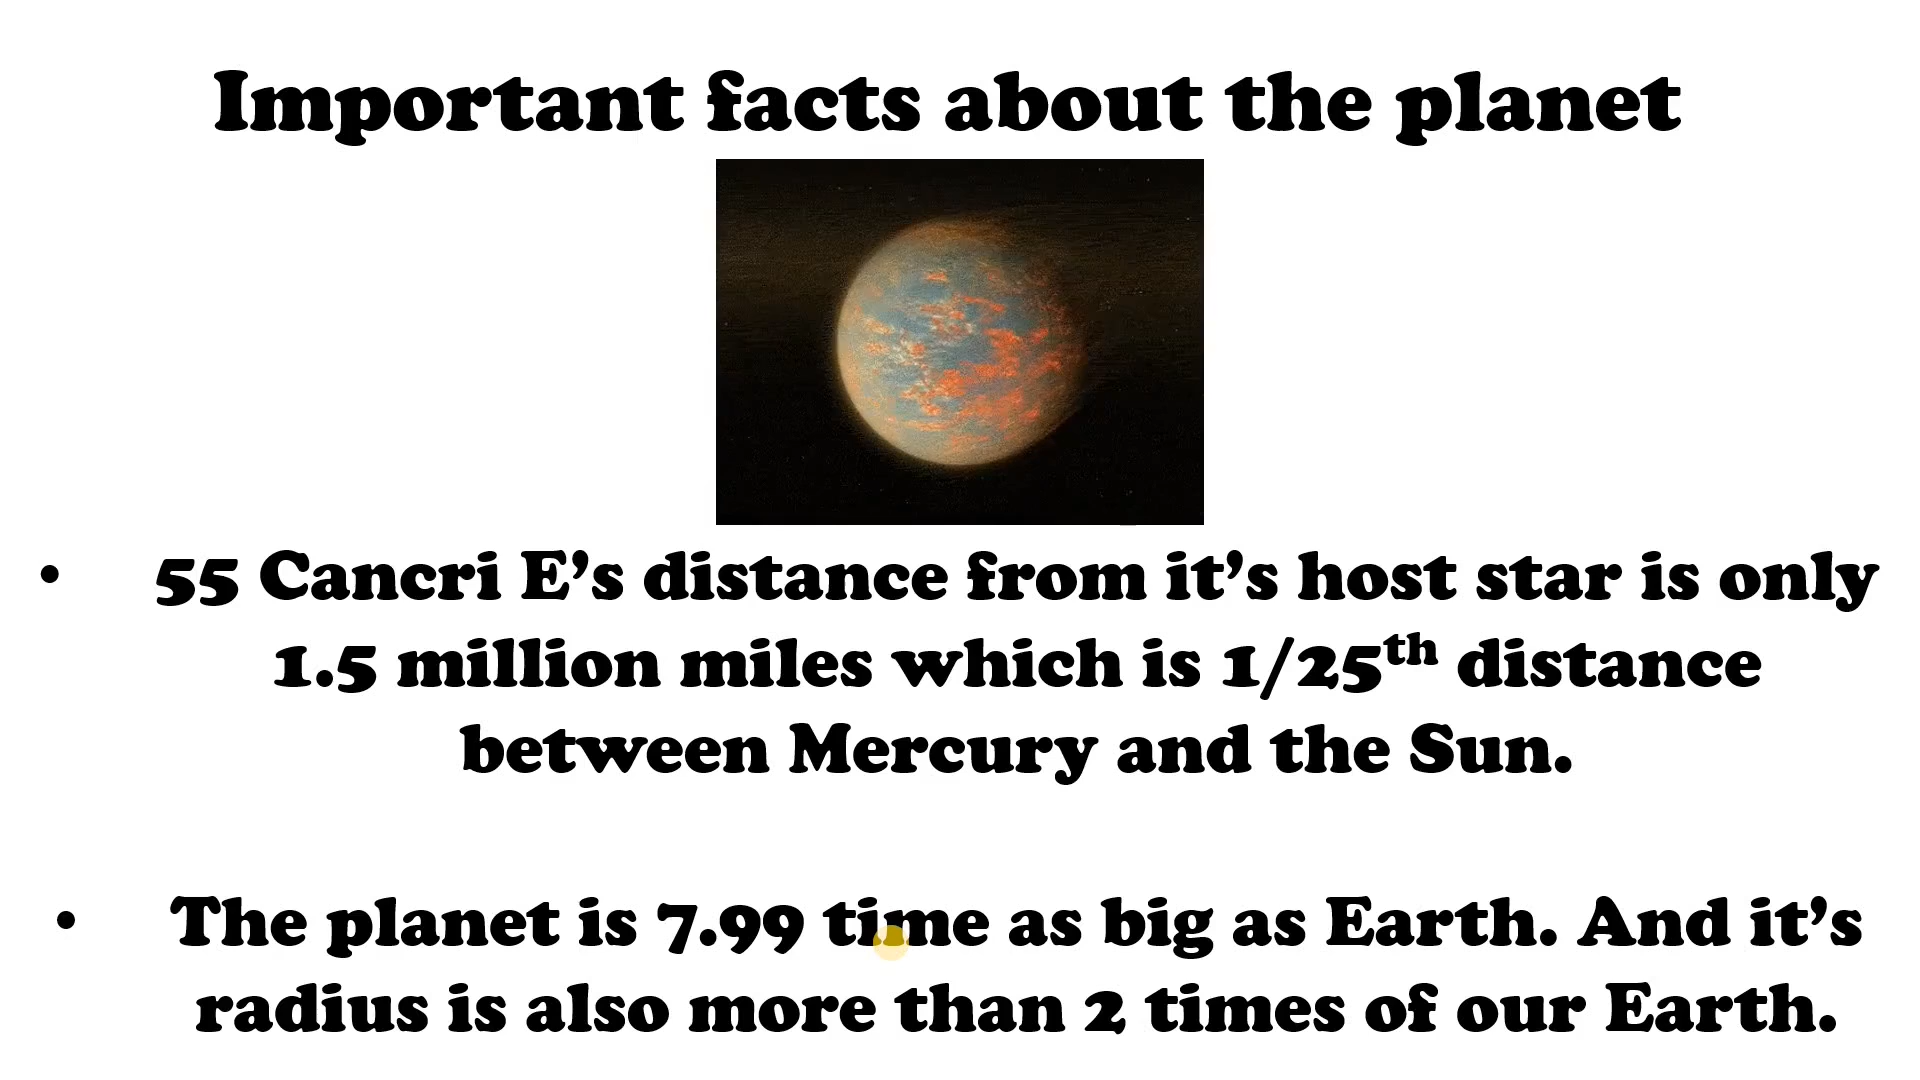 Important facts about the planet
• 55 Cancri E’s distance from it’s host star is only
1.5 million miles which is 1/25th distance
between Mercury and the Sun.
• The planet is 7.99 time as big as Earth. And it’s
radius is also more than 2 times of our Earth.